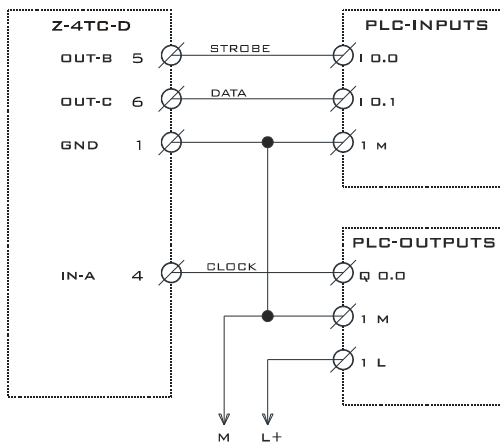 Z-4TC-D
PLC-INPUTS
OUT-B 5 STROBE I 0.0
OUT-C 6 DATA I 0.1
GND 1 1 M
PLC-OUTPUTS
IN-A 4 CLOCK Q 0.0
1 M
1 L
M L+